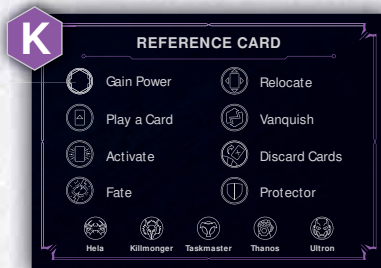 K
REFERENCE CARD
Gain Power
Relocate
Play a Card
Vanquish
Activate
Discard Cards
Fate
Protector
Hela Killmonger Taskmaster Thanos Ultron